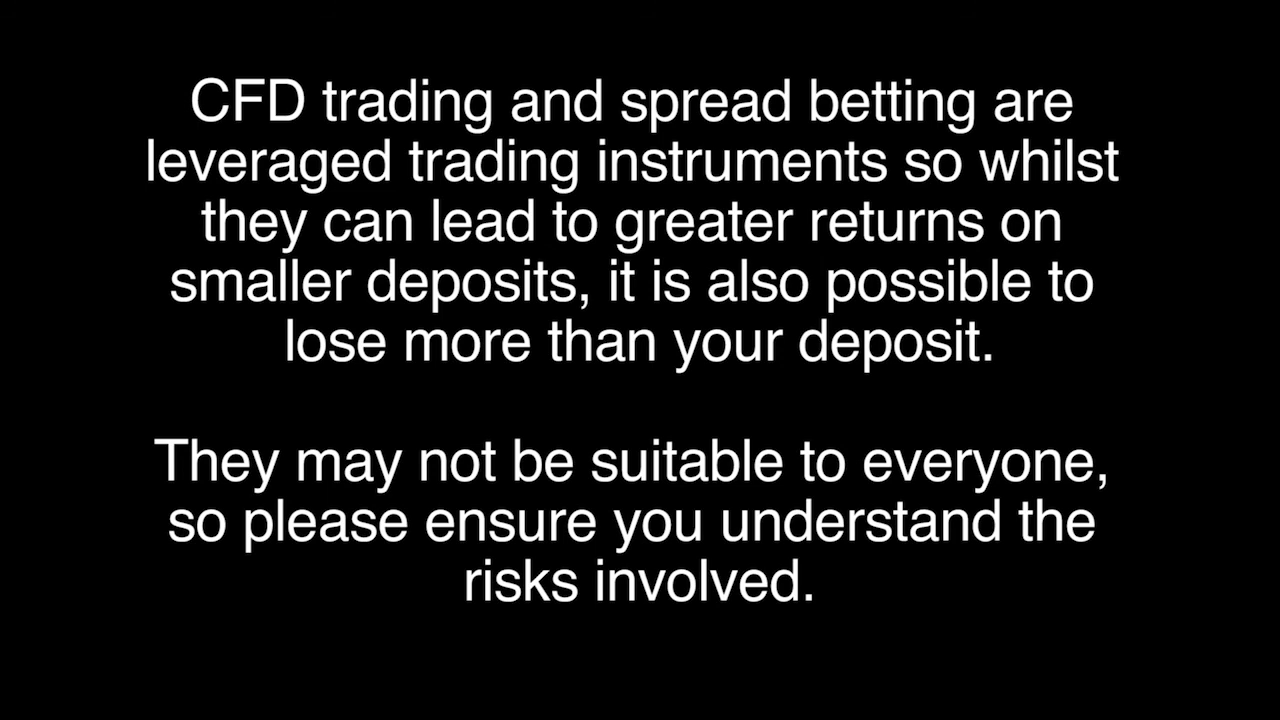 CFD trading and spread betting are
leveraged trading instruments so whilst
they can lead to greater returns on
smaller deposits, it is also possible to
lose more than your deposit.
They may not be suitable to everyone,
so please ensure you understand the
risks involved.